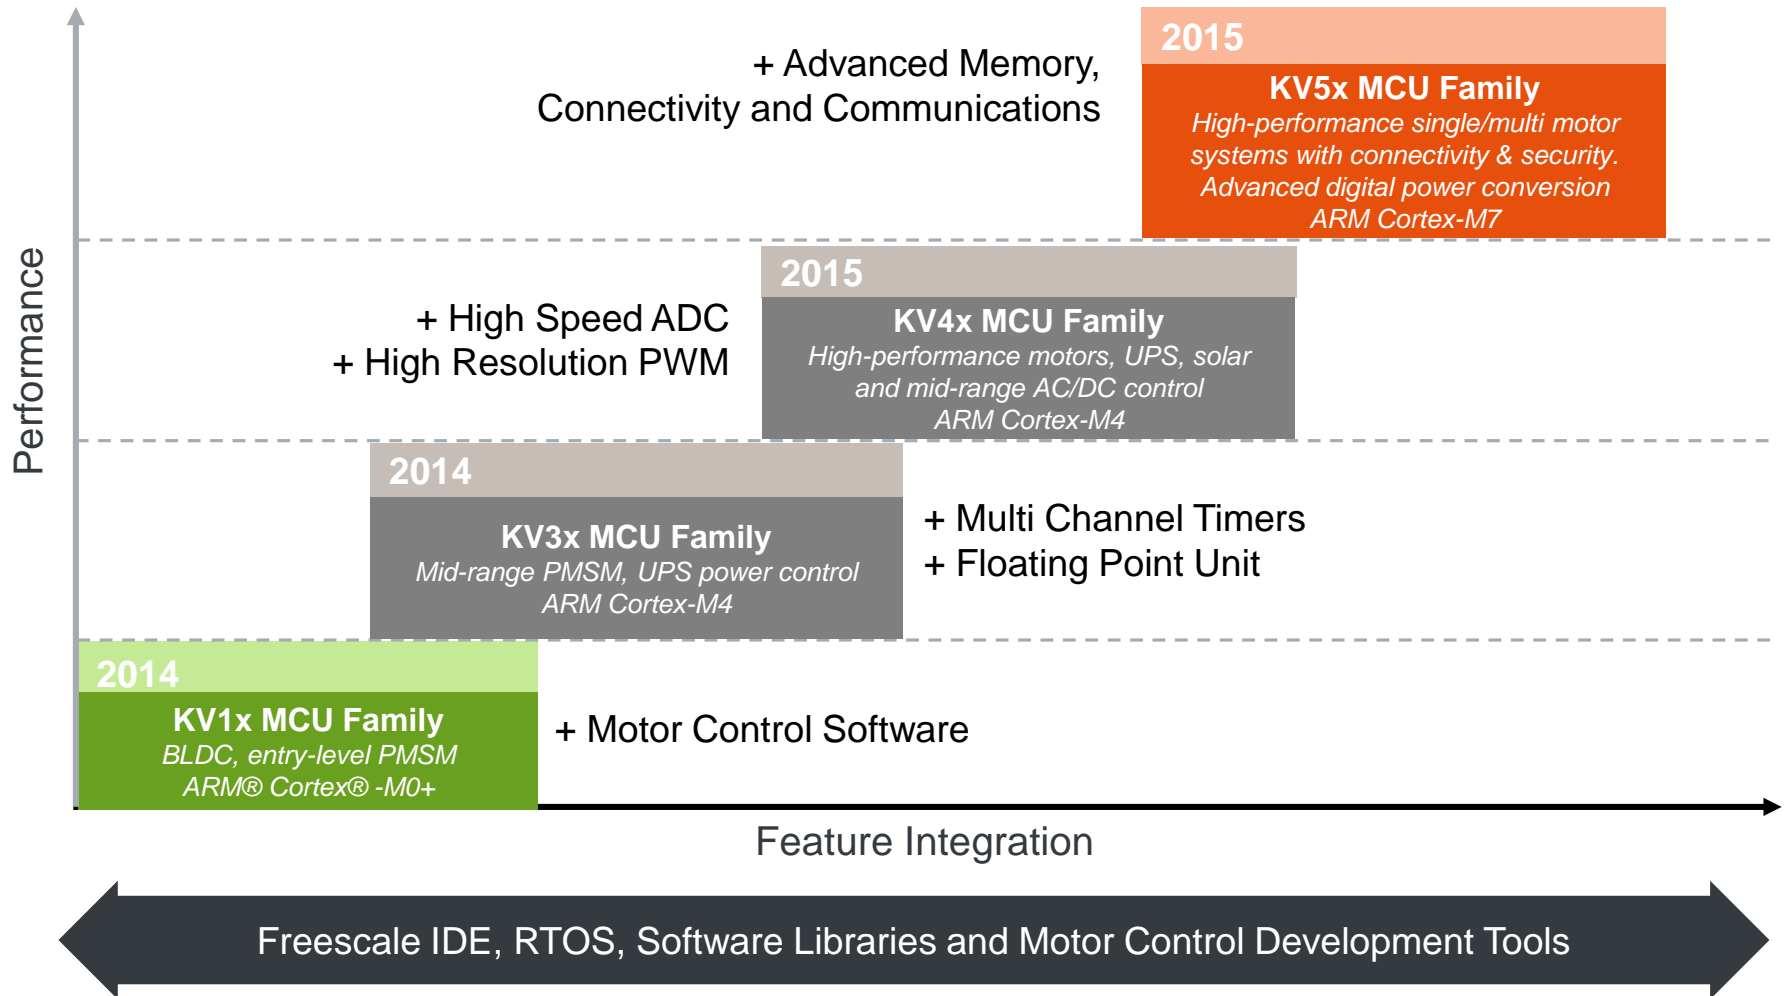 2015
+ Advanced Memory,
Connectivity and Communications
KV5x MCU Family
High-performance single/multi motor
systems with connectivity & security.
Advanced digital power conversion
ARM Cortex-M7
Performance
2015
+ High Speed ADC
+ High Resolution PWM
KV4x MCU Family
High-performance motors, UPS, solar
and mid-range AC/DC control
ARM Cortex-M4
2014
KV3x MCU Family
Mid-range PMSM, UPS power control
ARM Cortex-M4
+ Multi Channel Timers
+ Floating Point Unit
2014
KV1x MCU Family
BLDC, entry-level PMSM
ARM® Cortex® -M0+
+ Motor Control Software
Feature Integration
Freescale IDE, RTOS, Software Libraries and Motor Control Development Tools